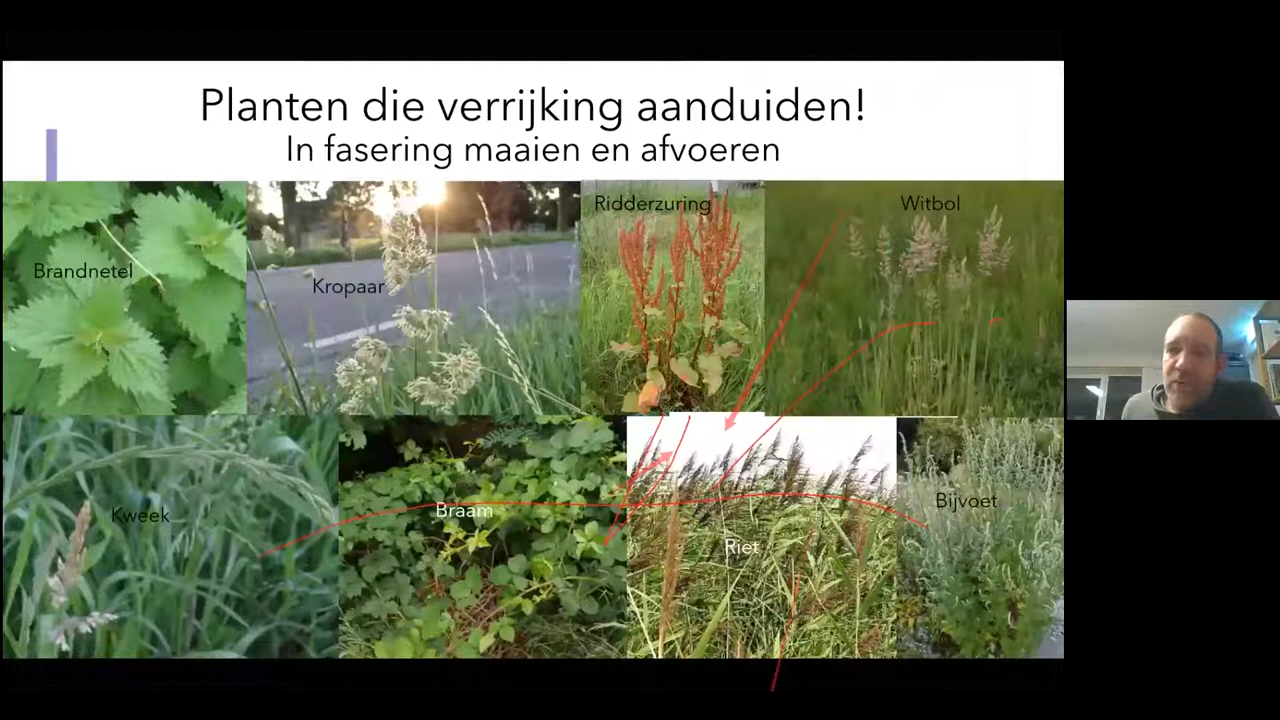 Planten die verrijking aanduiden!
In fasering maaien en afvoeren
Brandnetel
Kropaar
Ridderzuring
Witbol
Kweek
Braam
Riet
Bijvoet